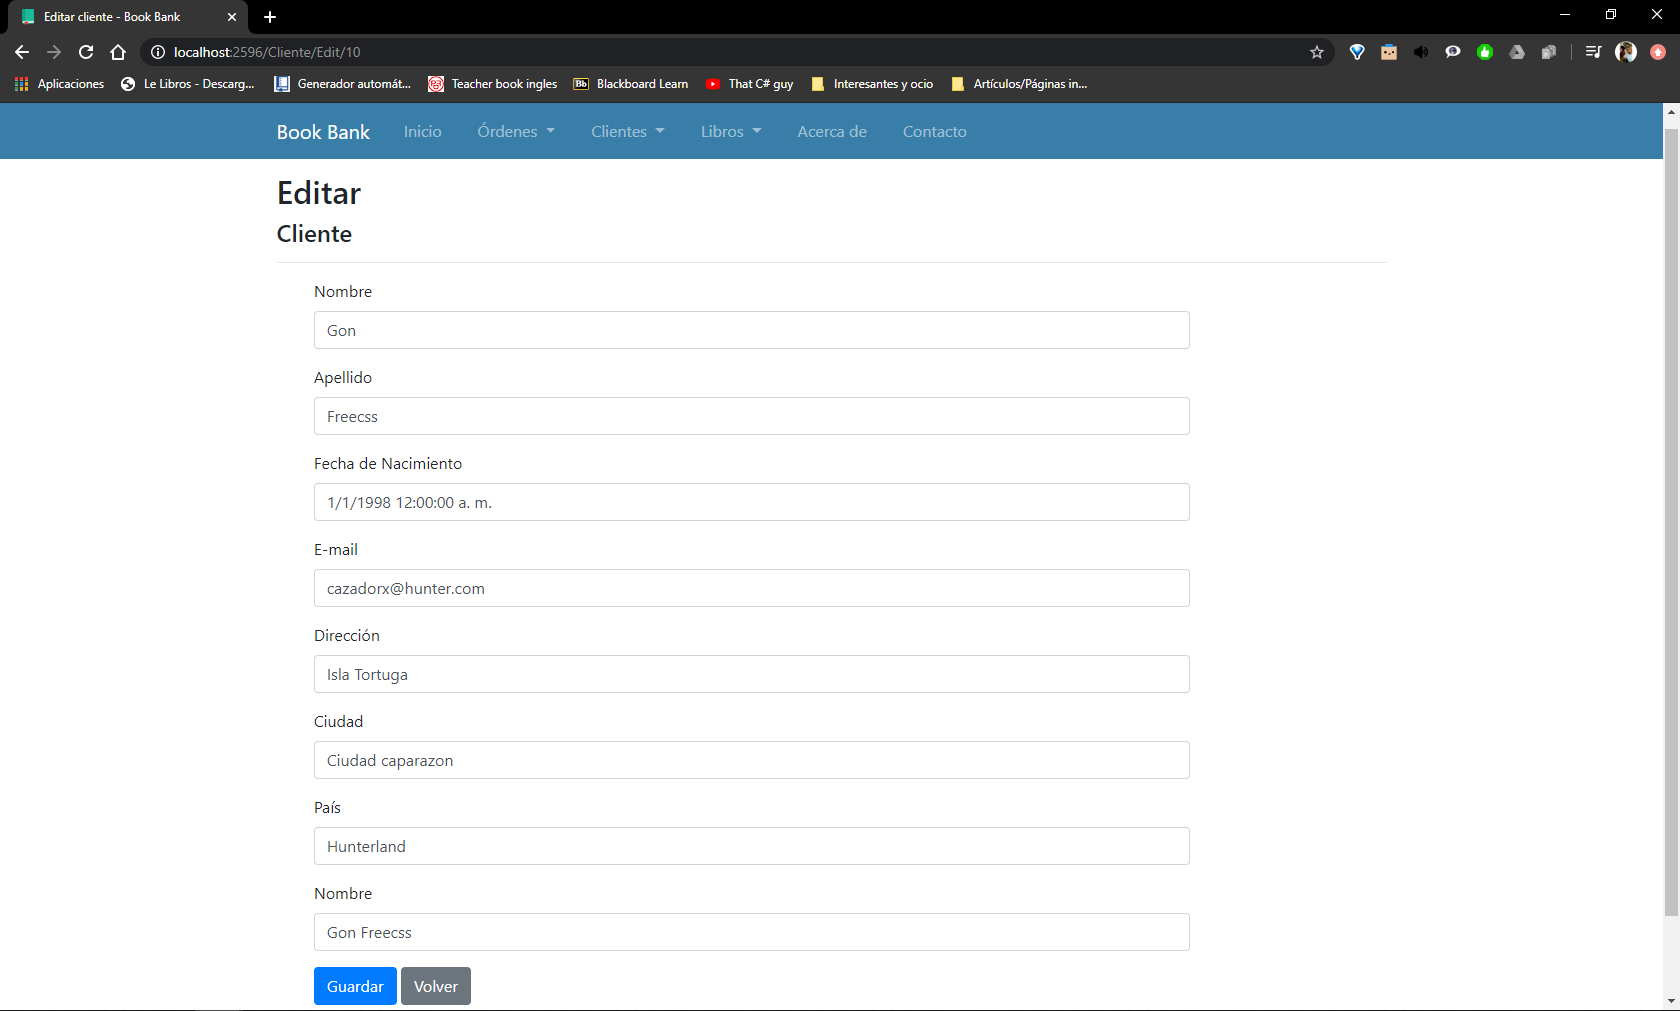 Editar cliente - Book Bank
localhost:2596/Cliente/Edit/10
Aplicaciones Le Libros - Descarg... Generador automát... Teacher book ingles Bb Blackboard Learn That C# guy Interesantes y ocio Artículos/Páginas in...
Book Bank Inicio Órdenes Clientes Libros Acerca de Contacto
Editar
Cliente
Nombre
Gon
Apellido
Freecss
Fecha de Nacimiento
1/1/1998 12:00:00 a. m.
E-mail
cazadorx@hunter.com
Dirección
Isla Tortuga
Ciudad
Ciudad caparazon
País
Hunterland
Nombre
Gon Freecss
Guardar Volver